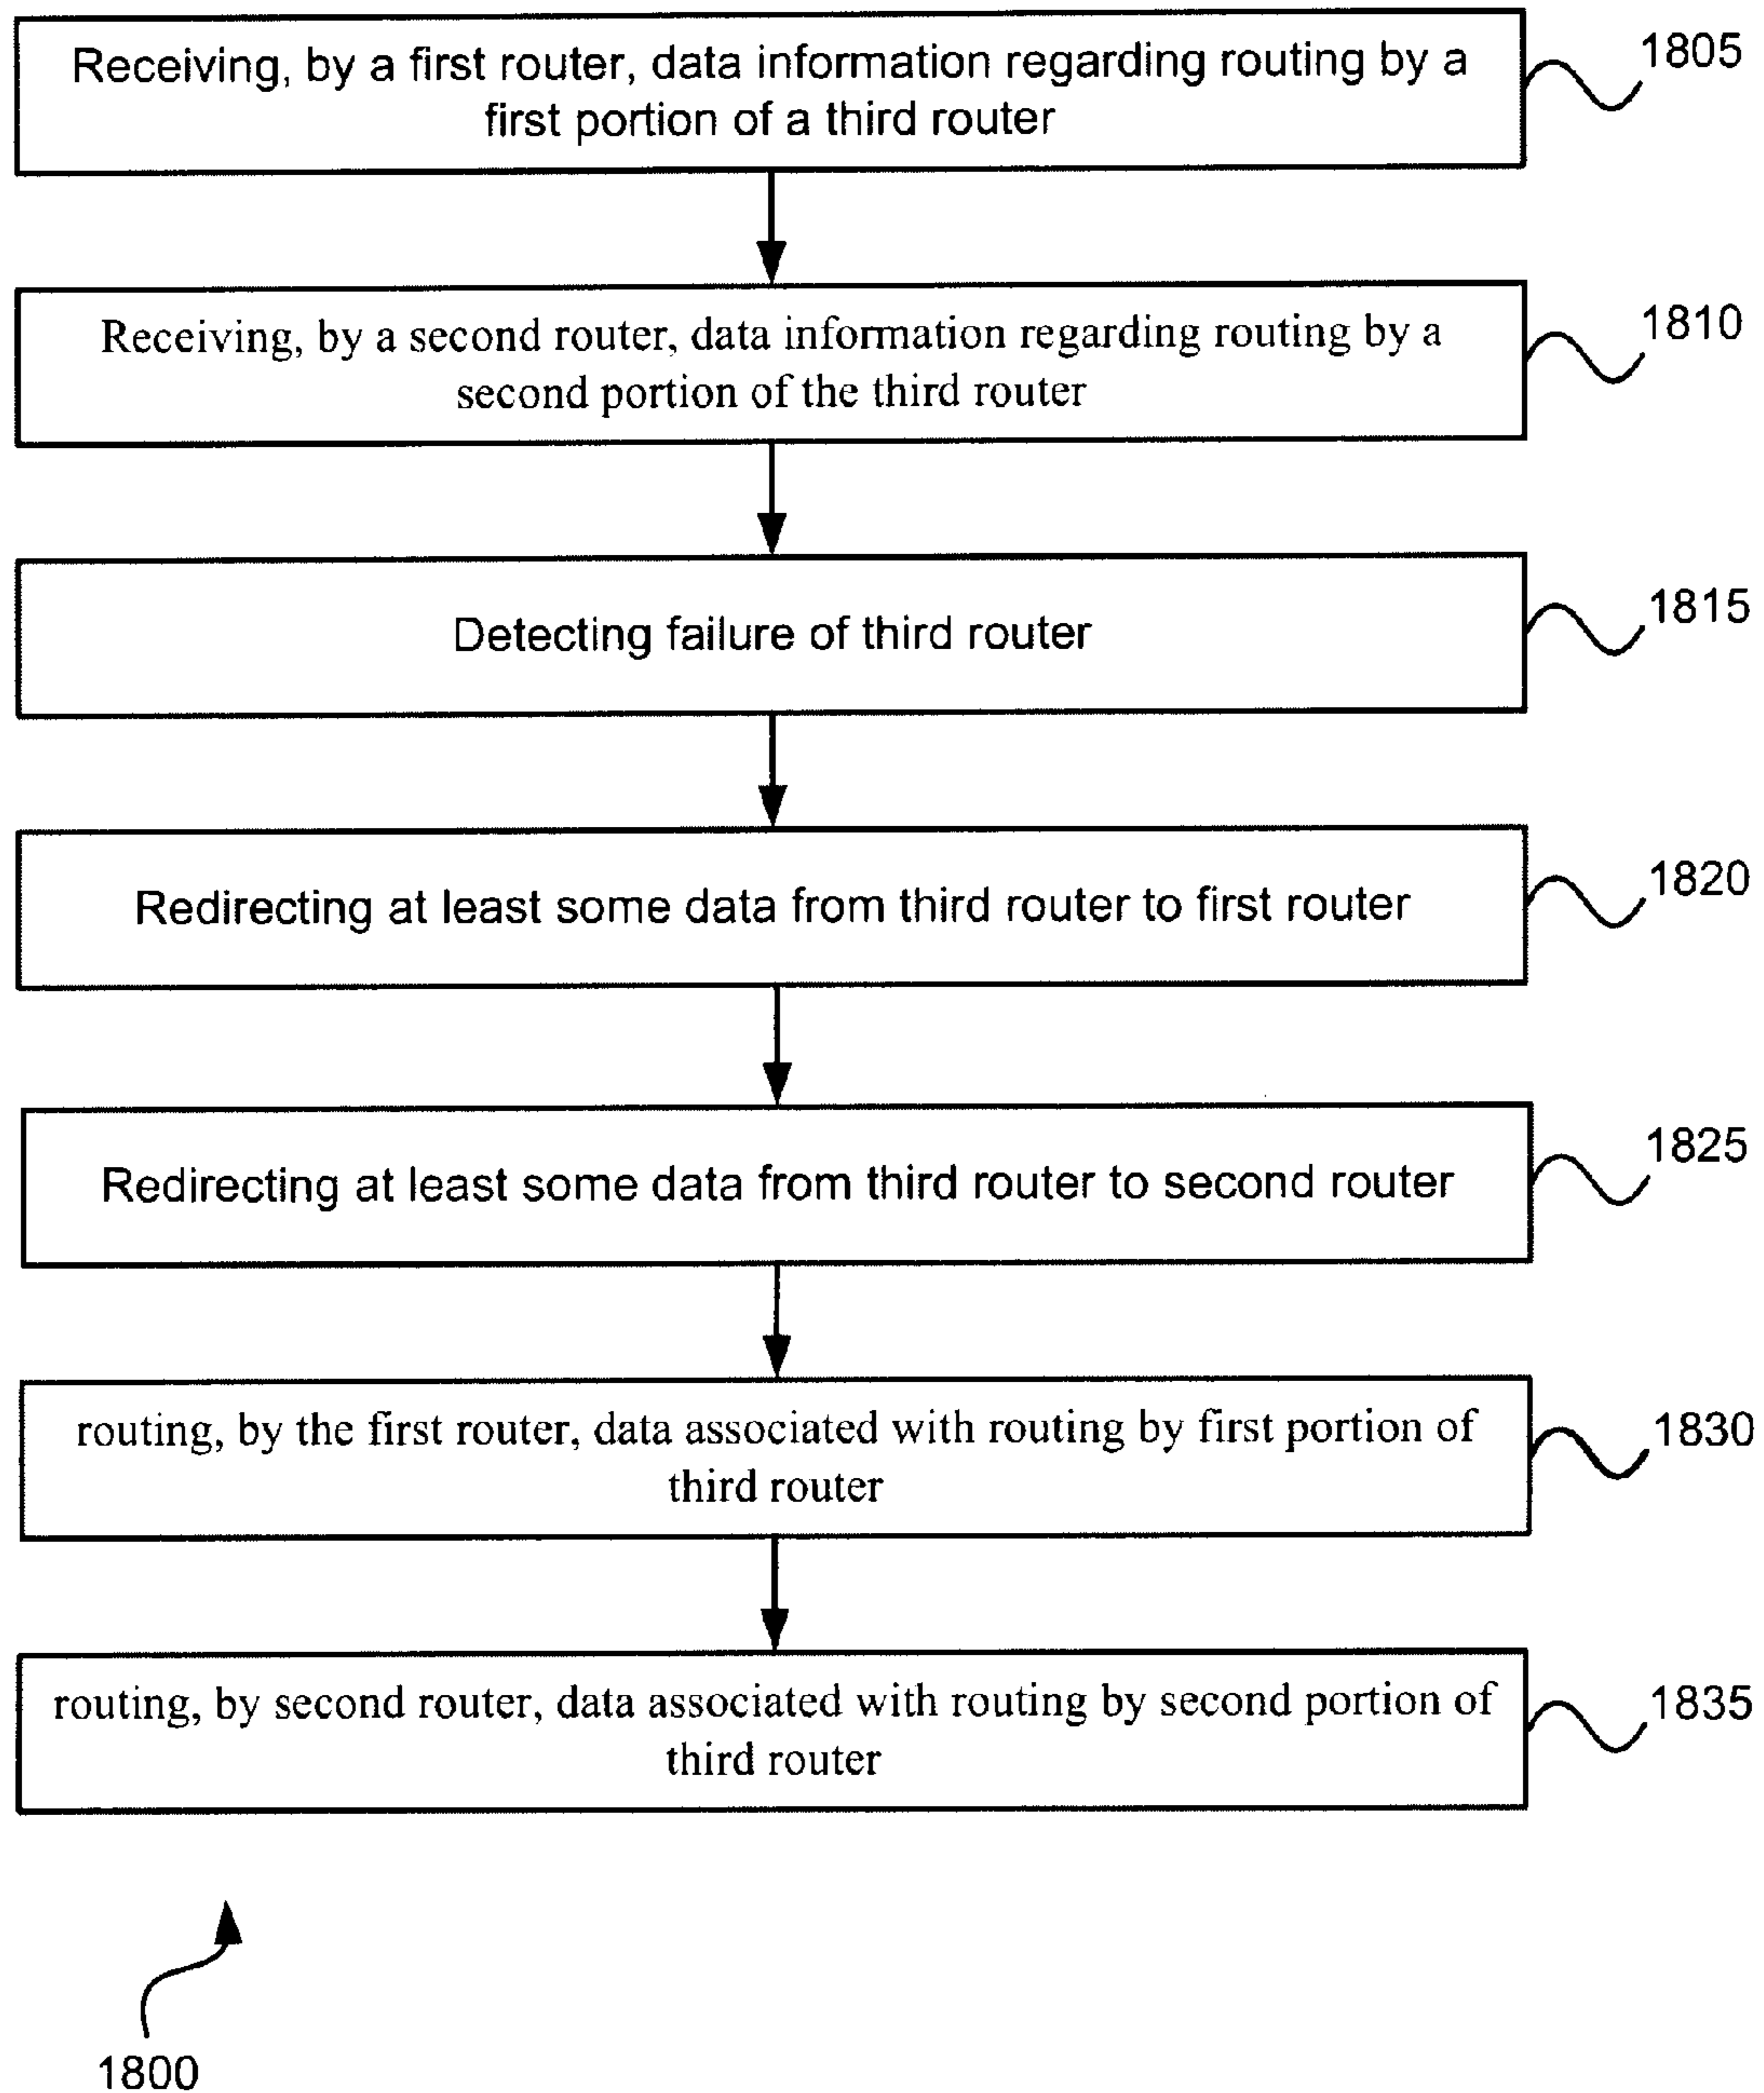 Receiving, by a first router, data information regarding routing by a
first portion of a third router
1805
Receiving, by a second router, data information regarding routing by a
second portion of the third router
1810
Detecting failure of third router
1815
Redirecting at least some data from third router to first router
1820
Redirecting at least some data from third router to second router
1825
routing, by the first router, data associated with routing by first portion of
third router
1830
routing, by second router, data associated with routing by second portion of
third router
1835
1800